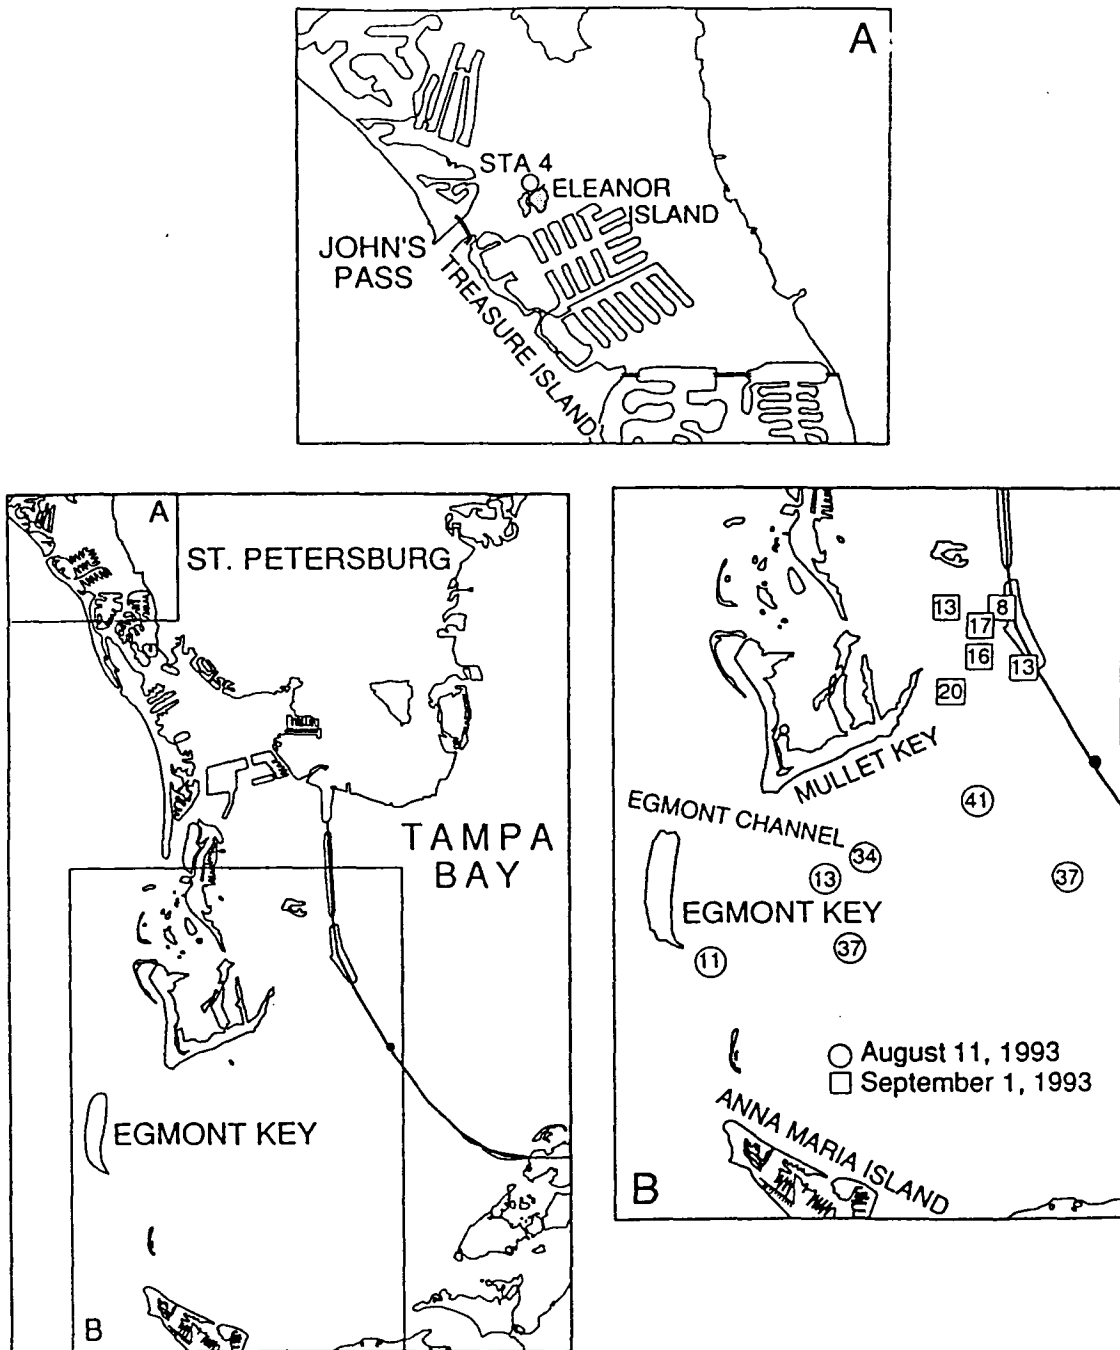 A
STA 4
ELEANOR
ISLAND
JOHN'S
PASS
TREASURE ISLAND
A
ST. PETERSBURG
TAMPA
BAY
EGMONT KEY
B
13
8
17
16
13
20
MULLET KEY
41
EGMONT CHANNEL
34
13
37
EGMONT KEY
37
11
August 11, 1993
September 1, 1993
ANNA MARIA ISLAND
B